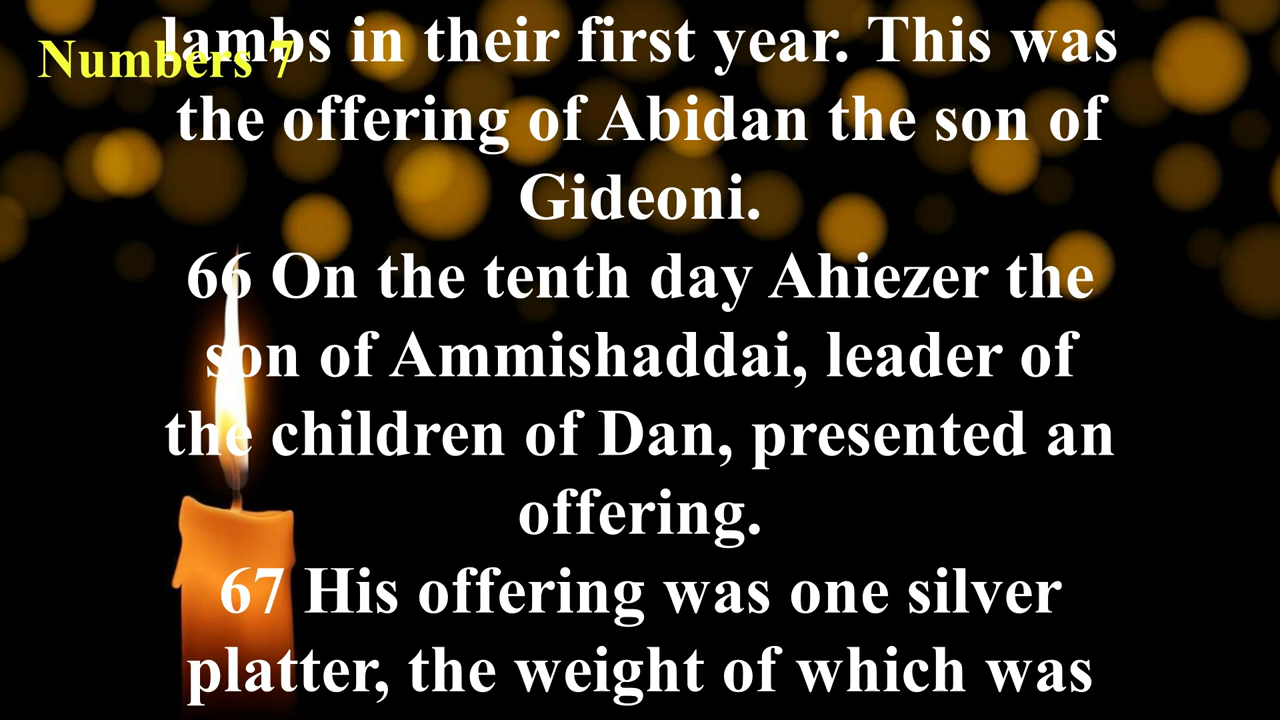 Numbers 7
lambs in their first year. This was
the offering of Abidan the son of
Gideoni.
66 On the tenth day Ahiezer the
son of Ammishaddai, leader of
the children of Dan, presented an
offering.
67 His offering was one silver
platter, the weight of which was